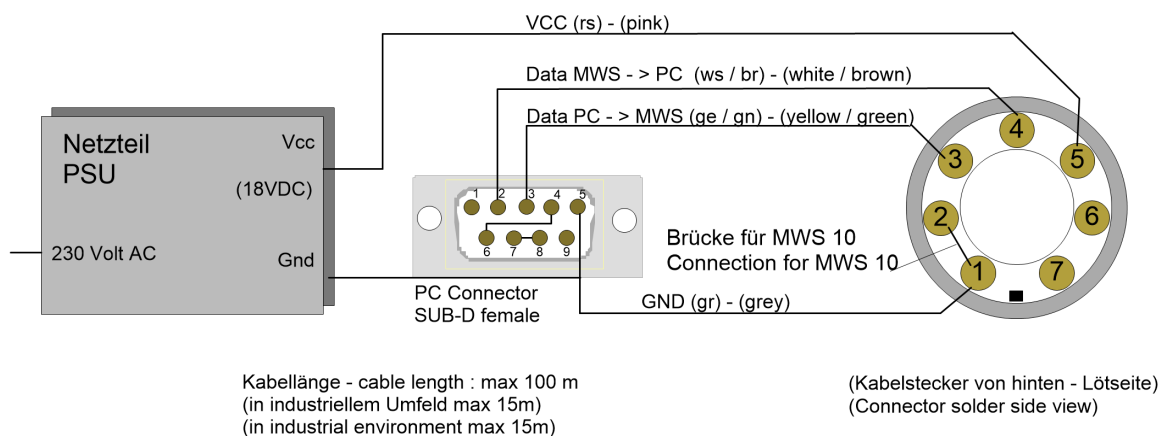 VCC (rs) - (pink)
Data MWS - > PC  (ws / br) - (white / brown)
Data PC - > MWS (ge / gn) - (yellow / green)
Netzteil
PSU
Vcc
(18VDC)
230 Volt AC
Gnd
1 2 3 4 5
6 7 8 9
PC Connector
SUB-D female
4
3
5
2
6
1
7
Brücke für MWS 10
Connection for MWS 10
GND (gr) - (grey)
Kabellänge - cable length : max 100 m
(in industriellem Umfeld max 15m)
(in industrial environment max 15m)
(Kabelstecker von hinten - Lötseite)
(Connector solder side view)